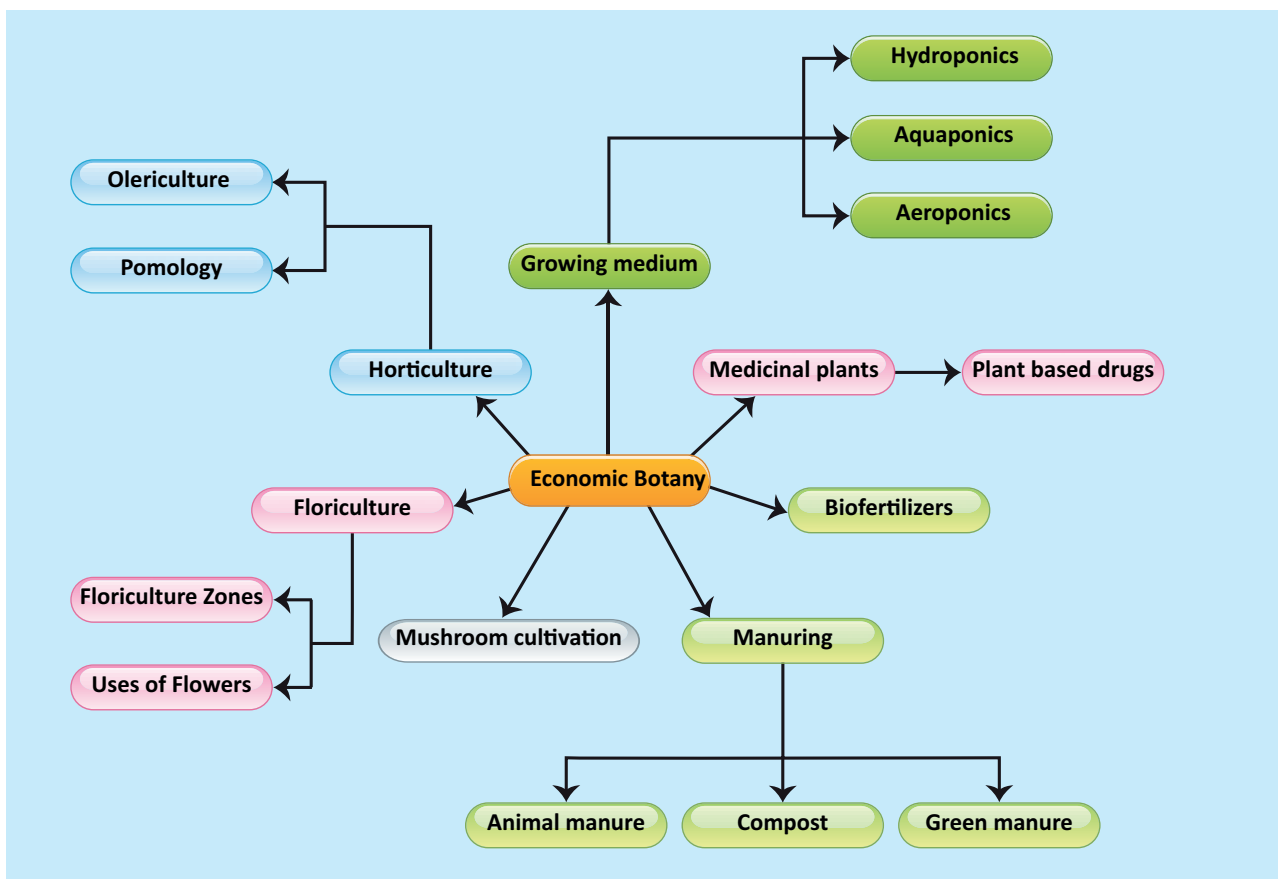 Hydroponics
Aquaponics
Aeroponics
Growing medium
Olericulture
Pomology
Horticulture
Medicinal plants
Plant based drugs
Economic Botany
Floriculture
Biofertilizers
Floriculture Zones
Uses of Flowers
Mushroom cultivation
Manuring
Animal manure
Compost
Green manure